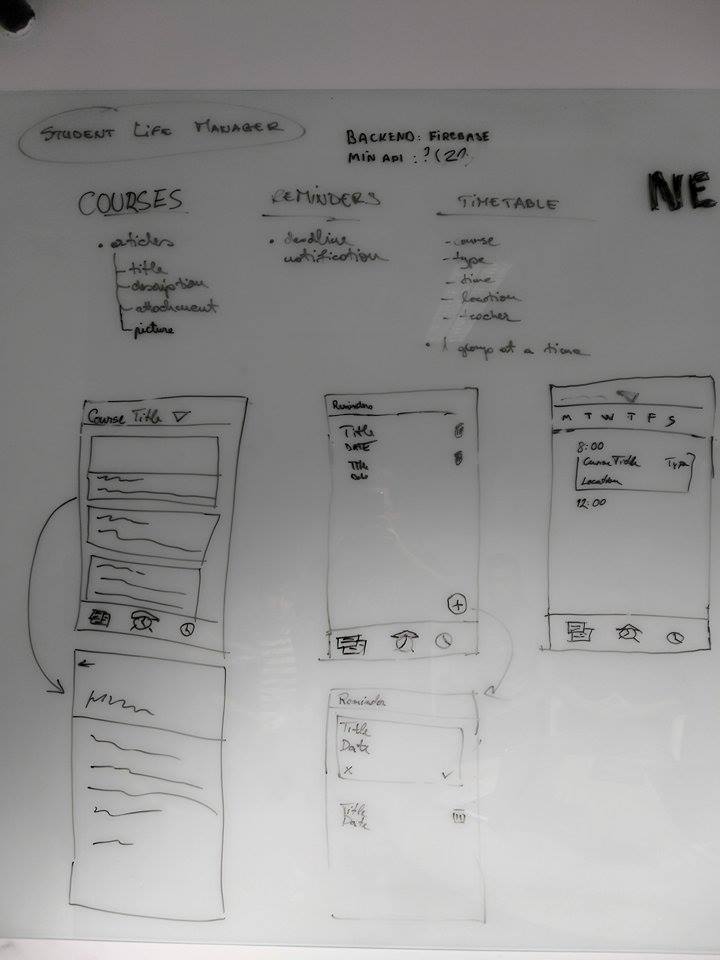 STUDENT LIFE MANAGER
BACKEND: FIREBASE
MIN API : ? (21)
NE
COURSES
• articles
title
description
attachment
picture
REMINDERS
• deadline
notification
TIMETABLE
- course
- type
- time
- location
- teacher
• 1 group at a time
Course Title
Reminders
Title
DATE
Title
Date
+
M T W T F S
8:00
Course Title Type
Location
12:00
Reminder
Title
Date
x ✓
Title
Date